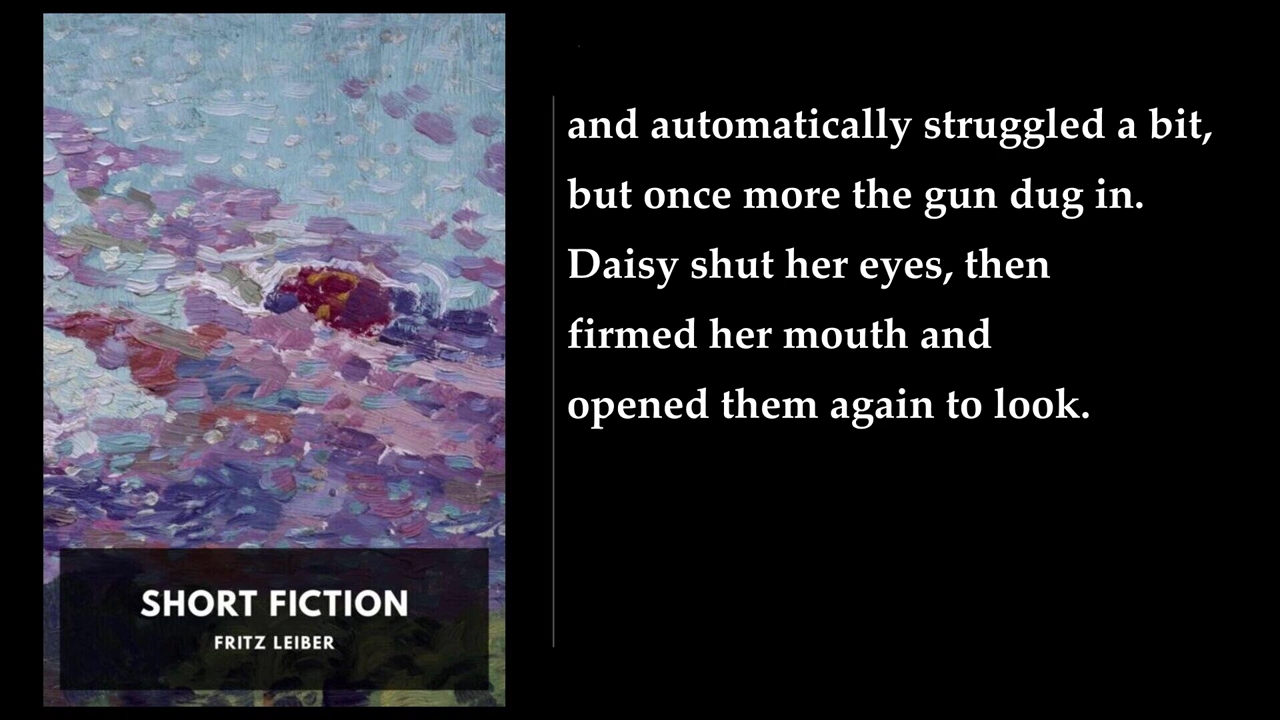 SHORT FICTION
FRITZ LEIBER
and automatically struggled a bit,
but once more the gun dug in.
Daisy shut her eyes, then
firmed her mouth and
opened them again to look.